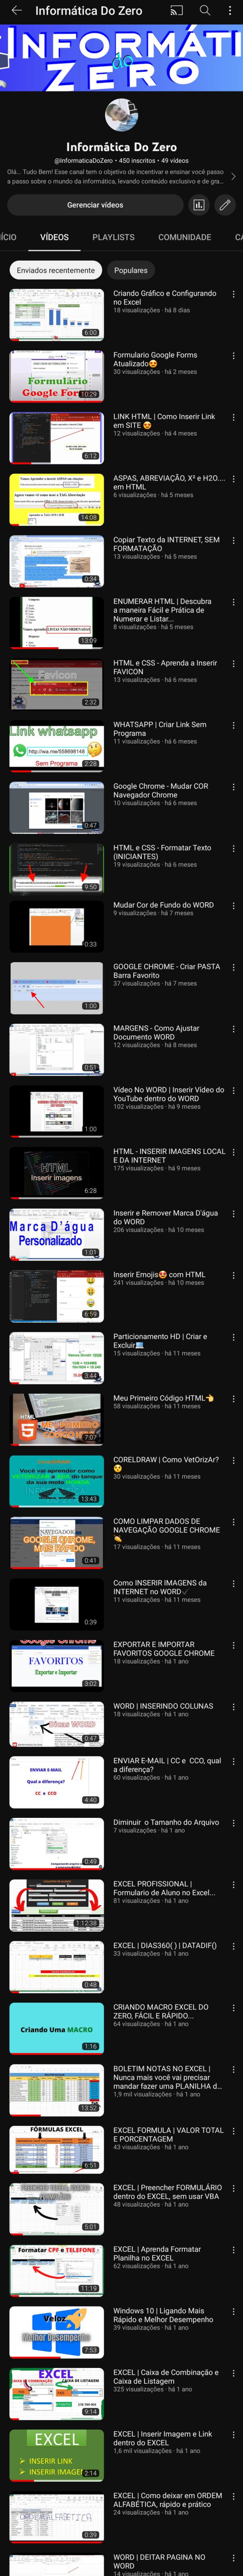 Informática Do Zero
INFORMÁTI
do
ZERO
Informática Do Zero
@InformaticaDoZero • 450 inscritos • 49 vídeos
Olá... Tudo Bem! Esse canal tem o objetivo de incentivar e ensinar você passo
a passo sobre o mundo da informática, levando conteúdo exclusivo e de gra...
Gerenciar vídeos
ÍCIO VÍDEOS PLAYLISTS COMUNIDADE CA
Enviados recentemente Populares
6:00
Criando Gráfico e Configurando
no Excel
18 visualizações · há 8 dias
Formulário
Google For
10:29
Formulario Google Forms
Atualizado😍
30 visualizações · há 2 meses
6:12
LINK HTML | Como Inserir Link
em SITE 😍
12 visualizações · há 4 meses
14:08
ASPAS, ABREVIAÇÃO, X² e H2O....
em HTML
6 visualizações · há 5 meses
0:34
Copiar Texto da INTERNET, SEM
FORMATAÇÃO
13 visualizações · há 5 meses
13:09
ENUMERAR HTML | Descubra
a maneira Fácil e Prática de
Numerar e Listar...
8 visualizações · há 5 meses
Favicon
2:32
HTML e CSS - Aprenda a Inserir
FAVICON
13 visualizações · há 6 meses
Link whatsapp
http://wa.me/558698148
Sem Programa
2:28
WHATSAPP | Criar Link Sem
Programa
11 visualizações · há 6 meses
0:47
Google Chrome - Mudar COR
Navegador Chrome
10 visualizações · há 6 meses
9:50
HTML e CSS - Formatar Texto
(INICIANTES)
19 visualizações · há 6 meses
0:33
Mudar Cor de Fundo do WORD
9 visualizações · há 7 meses
1:00
GOOGLE CHROME - Criar PASTA
Barra Favorito
37 visualizações · há 7 meses
0:51
MARGENS - Como Ajustar
Documento WORD
12 visualizações · há 8 meses
1:00
Video No WORD | Inserir Vídeo do
YouTube dentro do WORD
102 visualizações · há 9 meses
HTML
Inserir imagens
6:28
HTML - INSERIR IMAGENS LOCAL
E DA INTERNET
175 visualizações · há 9 meses
Marca D'água
Personalizado
1:01
Inserir e Remover Marca D'água
do WORD
206 visualizações · há 10 meses
6:59
Inserir Emojis😍 com HTML
241 visualizações · há 10 meses
3:44
Particionamento HD | Criar e
Excluir
15 visualizações · há 11 meses
HTML
5
7:07
Meu Primeiro Código HTML👈
58 visualizações · há 11 meses
13:43
CORELDRAW | Como VetOrizAr?
30 visualizações · há 11 meses
NAVEGADOR
GOOGLE CHROME,
MAIS RÁPIDO
0:41
COMO LIMPAR DADOS DE
NAVEGAÇÃO GOOGLE CHROME
17 visualizações · há 11 meses
0:39
Como INSERIR IMAGENS da
INTERNET no WORD✓
11 visualizações · há 11 meses
FAVORITOS
Exportar e Importar
3:02
EXPORTAR E IMPORTAR
FAVORITOS GOOGLE CHROME
18 visualizações · há 1 ano
0:47
WORD | INSERINDO COLUNAS
18 visualizações · há 1 ano
ENVIAR E-MAIL
Qual a diferença?
CC e CCO
4:40
ENVIAR E-MAIL | CC e CCO, qual
a diferença?
60 visualizações · há 1 ano
0:49
Diminuir o Tamanho do Arquivo
7 visualizações · há 1 ano
1:12:38
EXCEL PROFISSIONAL |
Formulario de Aluno no Excel...
81 visualizações · há 1 ano
0:48
EXCEL | DIAS360( ) | DATADIF()
33 visualizações · há 1 ano
Criando Uma MACRO
1:16
CRIANDO MACRO EXCEL DO
ZERO, FÁCIL E RÁPIDO...
64 visualizações · há 1 ano
13:52
BOLETIM NOTAS NO EXCEL |
Nunca mais você vai precisar
mandar fazer uma PLANILHA d...
1,9 mil visualizações · há 1 ano
FÓRMULAS EXCEL
6:51
EXCEL FORMULA | VALOR TOTAL
E PORCENTAGEM
43 visualizações · há 1 ano
5:01
EXCEL | Preencher FORMULÁRIO
dentro do EXCEL, sem usar VBA
48 visualizações · há 1 ano
Formatar CPF e TELEFONE
11:19
EXCEL | Aprenda Formatar
Planilha no EXCEL
62 visualizações · há 1 ano
Veloz
Melhor Desempenho
7:53
Windows 10 | Ligando Mais
Rápido e Melhor Desempenho
39 visualizações · há 1 ano
EXCEL
9:14
EXCEL | Caixa de Combinação e
Caixa de Listagem
325 visualizações · há 1 ano
EXCEL
INSERIR LINK
INSERIR IMAGEM
2:14
EXCEL | Inserir Imagem e Link
dentro do EXCEL
1,6 mil visualizações · há 1 ano
0:39
EXCEL | Como deixar em ORDEM
ALFABÉTICA, rápido e prático
24 visualizações · há 1 ano
WORD | DEITAR PAGINA NO
WORD
14 visualizações · há 1 ano